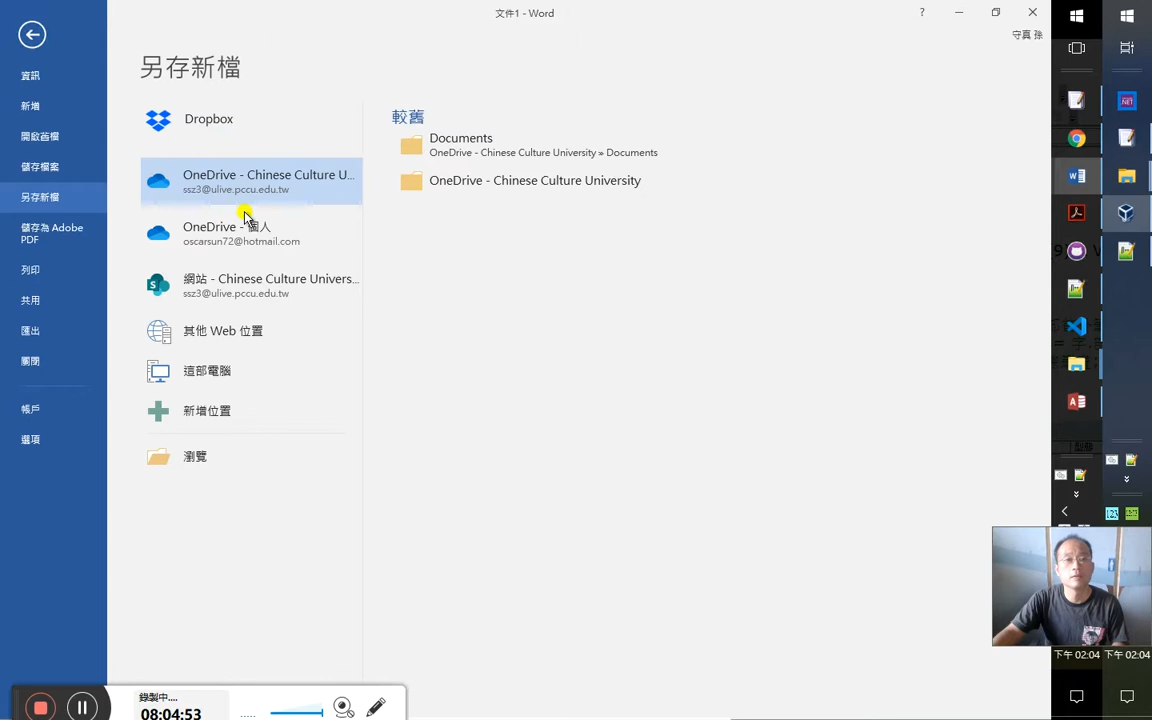 文件1 - Word
?
守真 孫
資訊
新增
開啟舊檔
儲存檔案
另存新檔
儲存為 Adobe
PDF
列印
共用
匯出
關閉
帳戶
選項
另存新檔
Dropbox
OneDrive - Chinese Culture U...
ssz3@ulive.pccu.edu.tw
OneDrive - 個人
oscarsun72@hotmail.com
網站 - Chinese Culture Univers...
ssz3@ulive.pccu.edu.tw
其他 Web 位置
這部電腦
新增位置
瀏覽
較舊
Documents
OneDrive - Chinese Culture University » Documents
OneDrive - Chinese Culture University
錄製中....
08:04:53
.NET
下午 02:04
下午 02:04